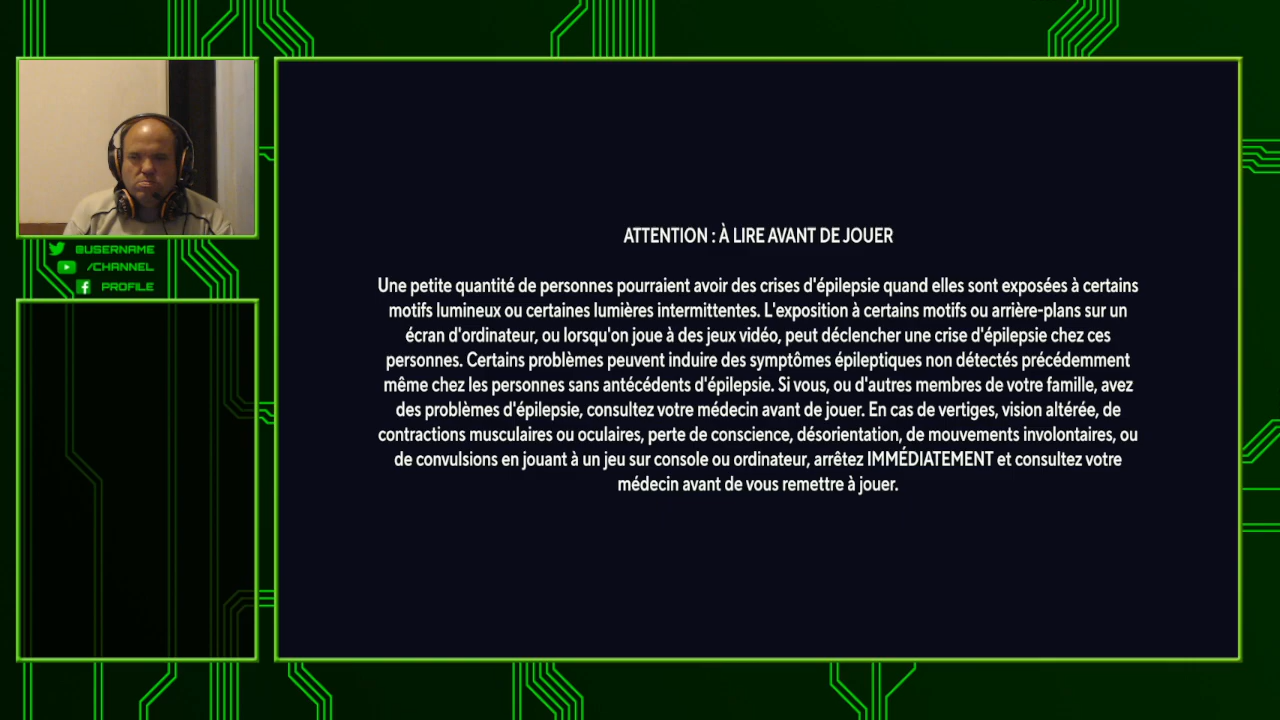 @USERNAME
/CHANNEL
PROFILE
ATTENTION : À LIRE AVANT DE JOUER
Une petite quantité de personnes pourraient avoir des crises d'épilepsie quand elles sont exposées à certains
motifs lumineux ou certaines lumières intermittentes. L'exposition à certains motifs ou arrière-plans sur un
écran d'ordinateur, ou lorsqu'on joue à des jeux vidéo, peut déclencher une crise d'épilepsie chez ces
personnes. Certains problèmes peuvent induire des symptômes épileptiques non détectés précédemment
même chez les personnes sans antécédents d'épilepsie. Si vous, ou d'autres membres de votre famille, avez
des problèmes d'épilepsie, consultez votre médecin avant de jouer. En cas de vertiges, vision altérée, de
contractions musculaires ou oculaires, perte de conscience, désorientation, de mouvements involontaires, ou
de convulsions en jouant à un jeu sur console ou ordinateur, arrêtez IMMÉDIATEMENT et consultez votre
médecin avant de vous remettre à jouer.